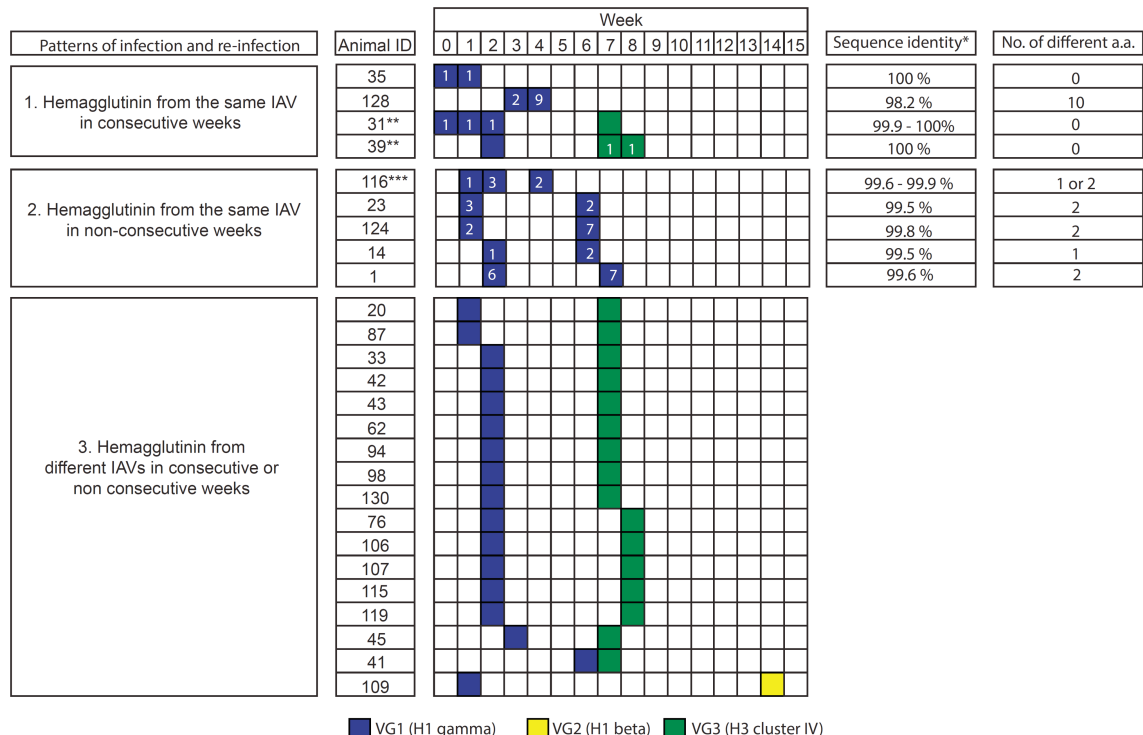 Week
Patterns of infection and re-infection Animal ID 0 1 2 3 4 5 6 7 8 9 10 11 12 13 14 15 Sequence identity* No. of different a.a.
1. Hemagglutinin from the same IAV
in consecutive weeks
35 1 1 100 % 0
128 2 9 98.2 % 10
31** 1 1 1 99.9 - 100% 0
39** 1 1 100 % 0
2. Hemagglutinin from the same IAV
in non-consecutive weeks
116*** 1 3 2 99.6 - 99.9 % 1 or 2
23 3 2 99.5 % 2
124 2 7 99.8 % 2
14 1 2 99.5 % 1
1 6 7 99.6 % 2
3. Hemagglutinin from
different IAVs in consecutive or
non consecutive weeks
20
87
33
42
43
62
94
98
130
76
106
107
115
119
45
41
109
VG1 (H1 gamma) VG2 (H1 beta) VG3 (H3 cluster IV)